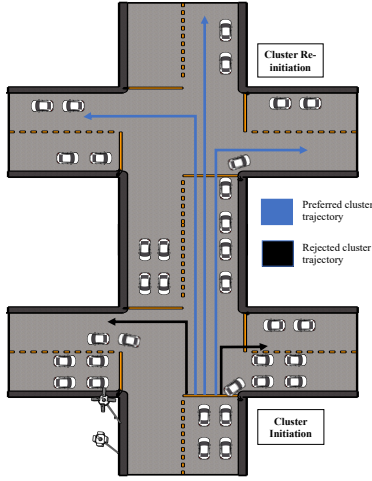 Cluster Re-
initiation
Preferred cluster
trajectory
Rejected cluster
trajectory
Cluster
Initiation